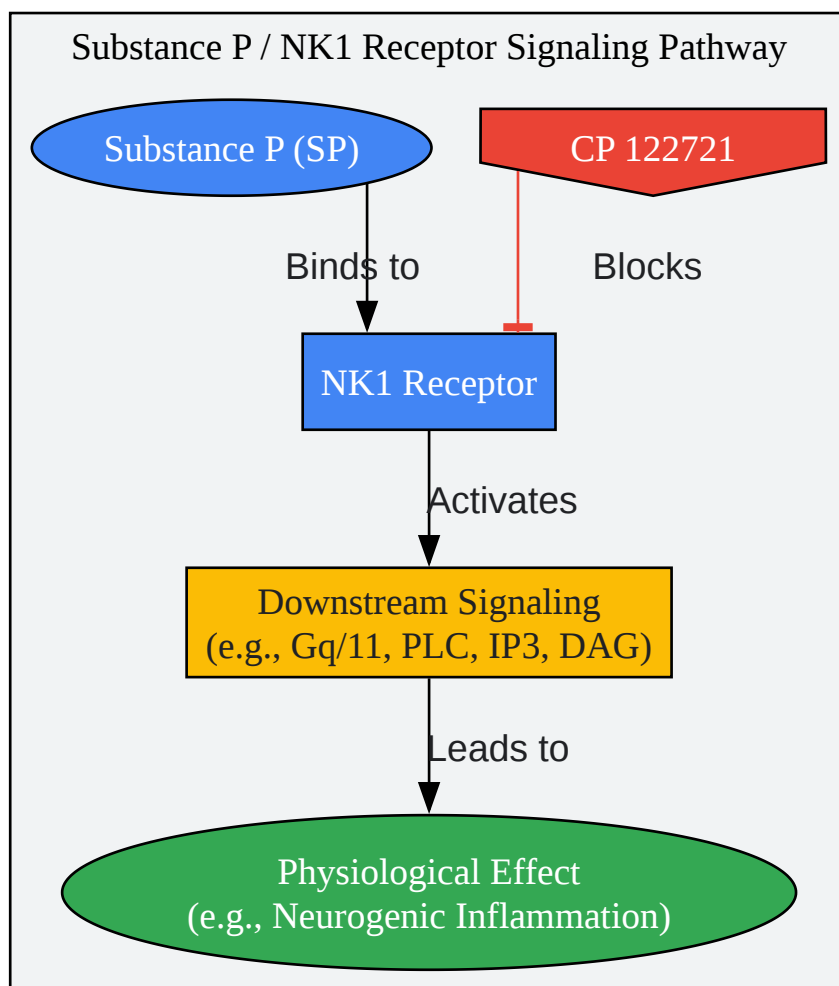 Substance P / NK1 Receptor Signaling Pathway
Substance P (SP)
CP 122721
Binds to
Blocks
NK1 Receptor
Activates
Downstream Signaling
(e.g., Gq/11, PLC, IP3, DAG)
Leads to
Physiological Effect
(e.g., Neurogenic Inflammation)